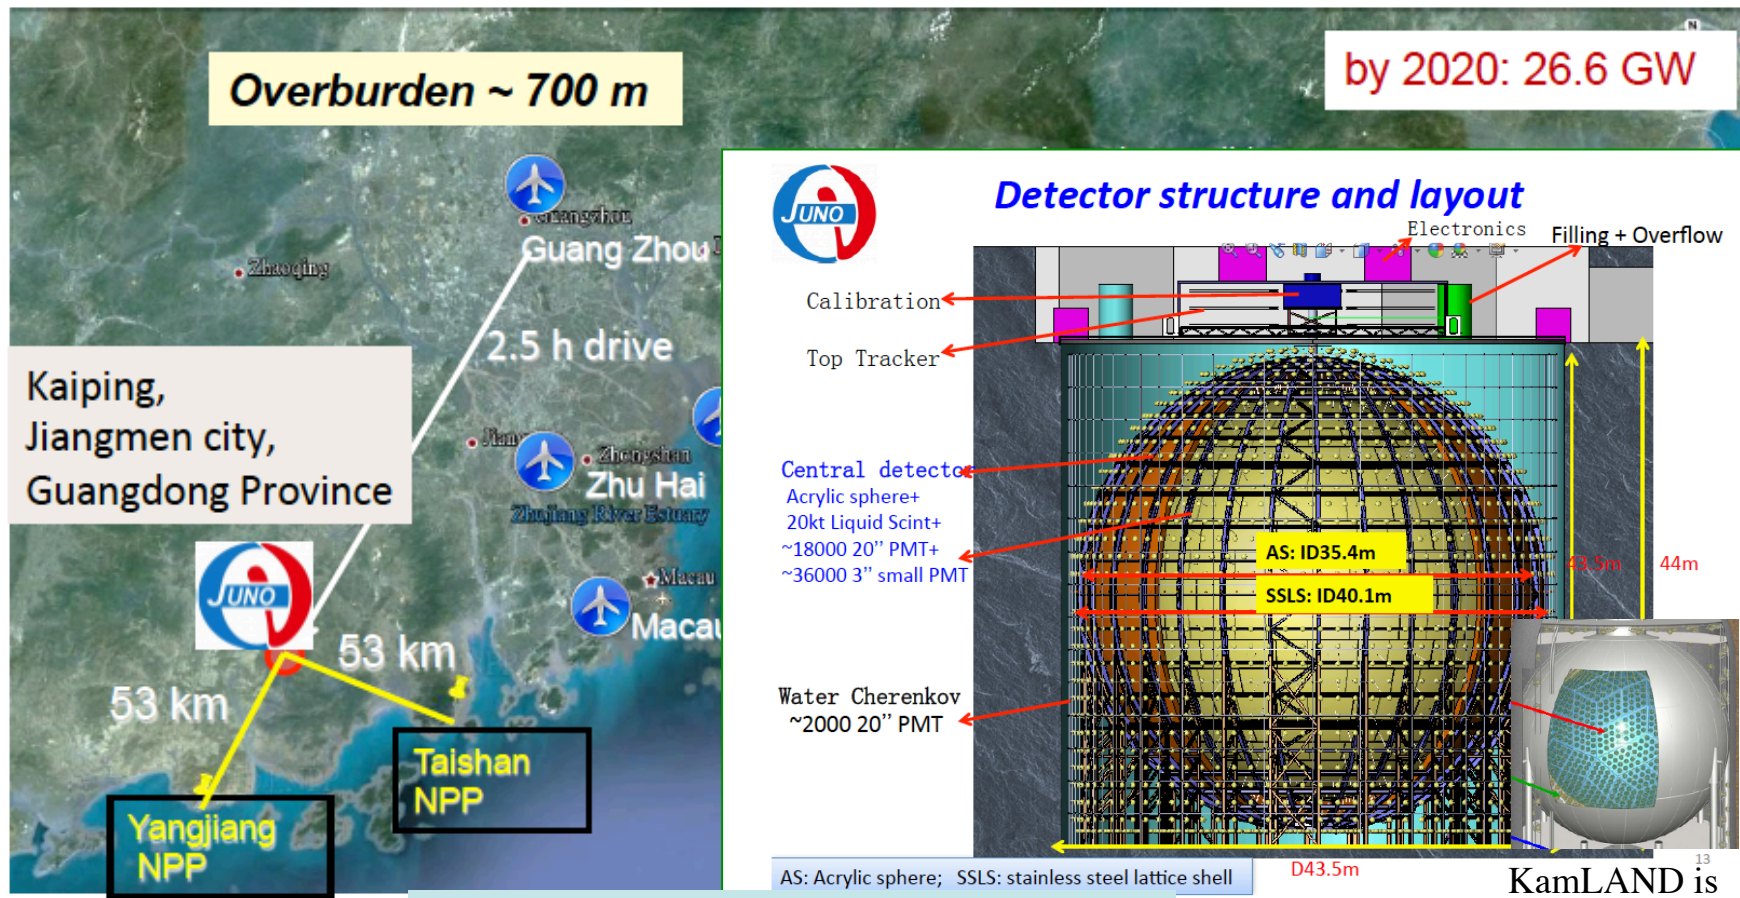 Overburden ~ 700 m
by 2020: 26.6 GW
N
Guangzhou
Guang Zhou
Zhaoqing
2.5 h drive
Kaiping,
Jiangmen city,
Guangdong Province
Zhongshan
Zhu Hai
Zhujiang River Estuary
Macau
JUNO
53 km
53 km
Taishan
NPP
Yangjiang
NPP
JUNO
Detector structure and layout
Electronics
Filling + Overflow
Calibration
Top Tracker
Central detector
Acrylic sphere+
20kt Liquid Scint+
~18000 20’’ PMT+
~36000 3’’ small PMT
AS: ID35.4m
SSLS: ID40.1m
43.5m
44m
Water Cherenkov
~2000 20’’ PMT
D43.5m
AS: Acrylic sphere; SSLS: stainless steel lattice shell
13
KamLAND is